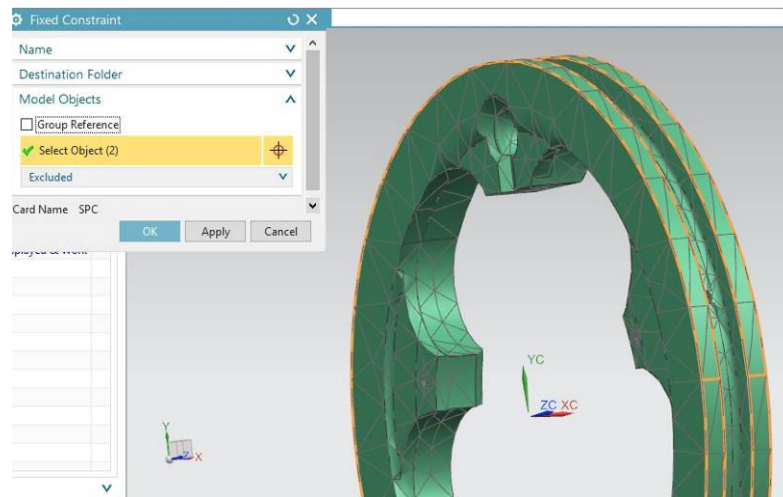 Fixed Constraint
Name
Destination Folder
Model Objects
Group Reference
Select Object (2)
Excluded
Card Name SPC
OK Apply Cancel
& Work
YC
ZC XC
Y
Z X